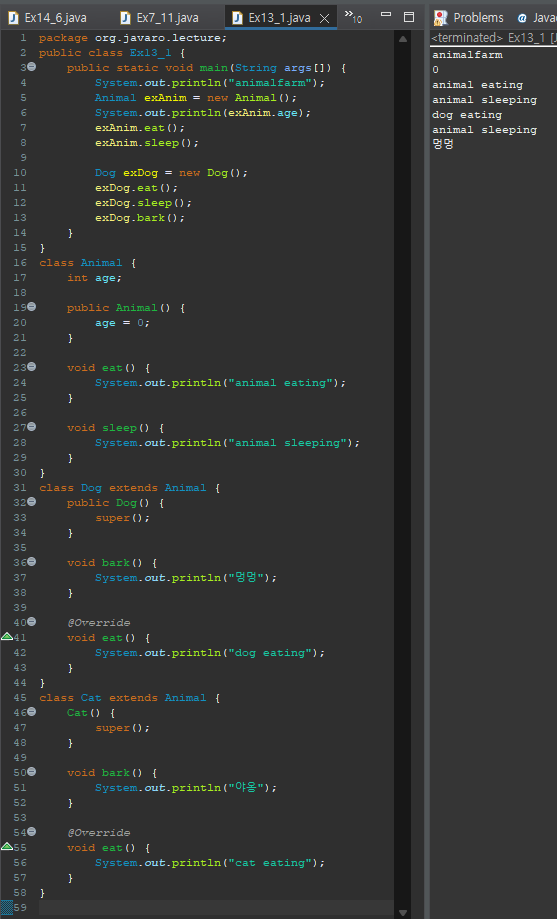 Ex14_6.java
Ex7_11.java
Ex13_1.java
»10
Problems
@ Javad
<terminated> Ex13_1 [J
1 package org.javaro.lecture;
2 public class Ex13_1 {
3 public static void main(String args[]) {
4 System.out.println("animalfarm");
5 Animal exAnim = new Animal();
6 System.out.println(exAnim.age);
7 exAnim.eat();
8 exAnim.sleep();
9
10 Dog exDog = new Dog();
11 exDog.eat();
12 exDog.sleep();
13 exDog.bark();
14 }
15 }
16 class Animal {
17 int age;
18
19 public Animal() {
20 age = 0;
21 }
22
23 void eat() {
24 System.out.println("animal eating");
25 }
26
27 void sleep() {
28 System.out.println("animal sleeping");
29 }
30 }
31 class Dog extends Animal {
32 public Dog() {
33 super();
34 }
35
36 void bark() {
37 System.out.println("멍멍");
38 }
39
40 @Override
41 void eat() {
42 System.out.println("dog eating");
43 }
44 }
45 class Cat extends Animal {
46 Cat() {
47 super();
48 }
49
50 void bark() {
51 System.out.println("야옹");
52 }
53
54 @Override
55 void eat() {
56 System.out.println("cat eating");
57 }
58 }
59
animalfarm
0
animal eating
animal sleeping
dog eating
animal sleeping
멍멍